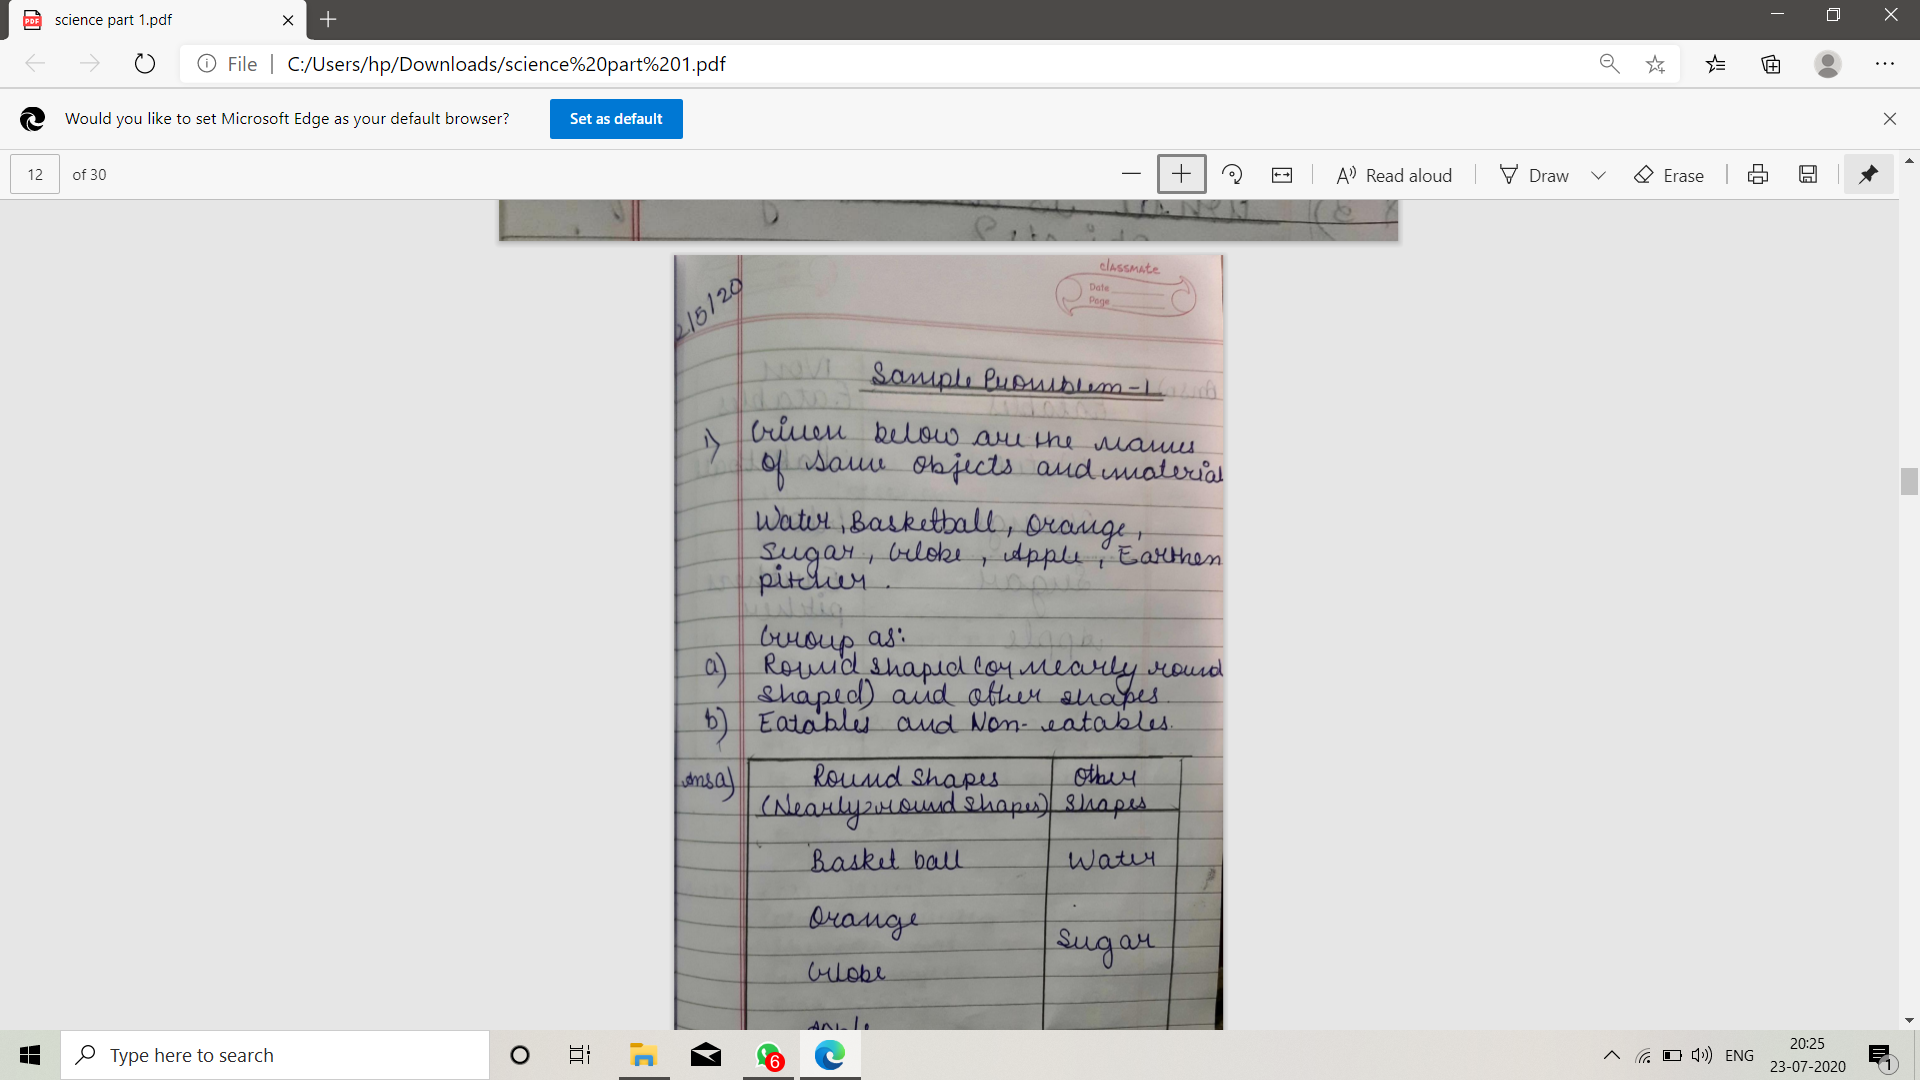 science part 1.pdf
File
C:/Users/hp/Downloads/science%20part%201.pdf
Would you like to set Microsoft Edge as your default browser?
Set as default
12 of 30
Read aloud
Draw
Erase
classmate
Date
Page
2/5/20
Sample Proublem-1
1) Given below are the names
of same objects and material
Water, Basketball, Orange,
Sugar, Globe, Apple, Earthen
pitcher.
Group as:
a) Round shaped (or nearly round
shaped) and other shapes.
b) Eatables and Non-eatables.
Ans a) Round Shapes Other
(Nearly round shapes) Shapes
Basket ball Water
Orange
Sugar
Globe
Apple
Type here to search
6
ENG
20:25
23-07-2020
1